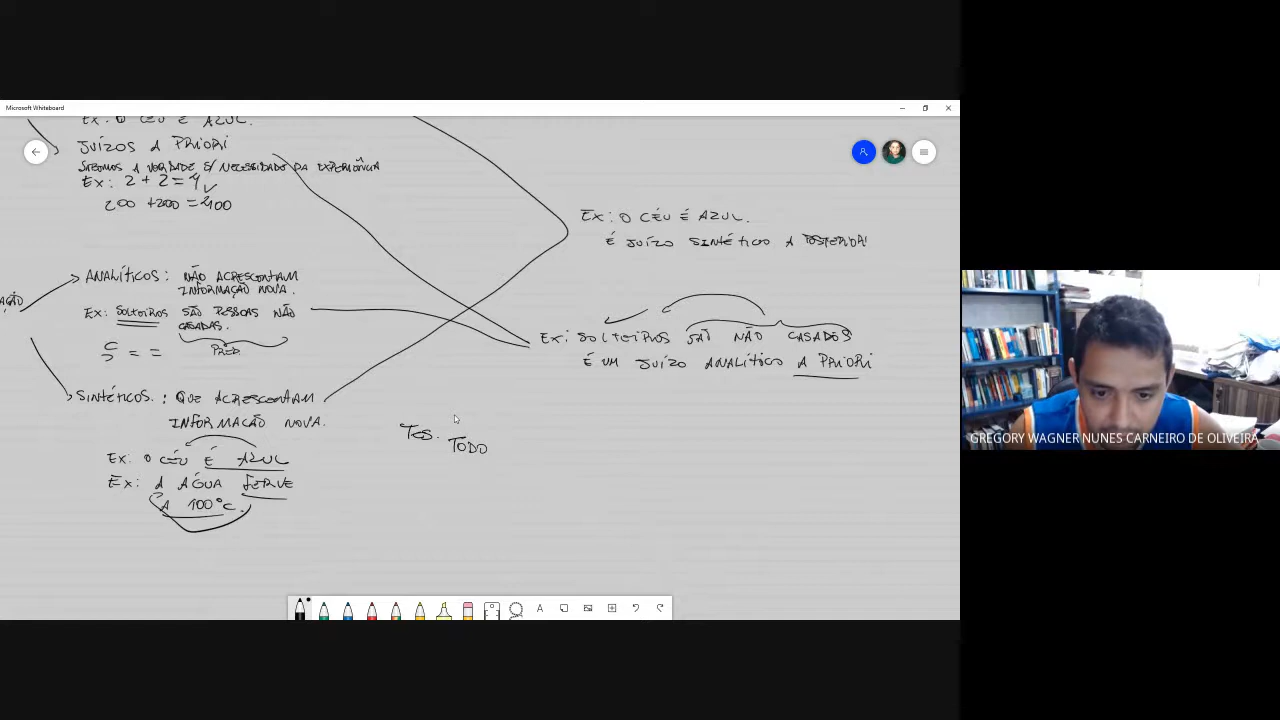 Microsoft Whiteboard
EX: O CÉU É AZUL.
JUÍZOS A PRIORI
SABEMOS A VERDADE S/ NECESSIDADE DA EXPERIÊNCIA
EX: 2 + 2 = 4
200 + 200 = 400
EX: O CÉU É AZUL.
É JUÍZO SINTÉTICO A POSTERIORI
ANALÍTICOS: NÃO ACRESCENTAM
INFORMAÇÃO NOVA.
EX: SOLTEIROS SÃO PESSOAS NÃO
CASADAS.
PRED.
EX: SOLTEIROS SÃO NÃO CASADOS
É UM JUÍZO ANALÍTICO A PRIORI
SINTÉTICOS: QUE ACRESCENTAM
INFORMAÇÃO NOVA.
TODO
EX: O CÉU É AZUL
EX: A ÁGUA FERVE
A 100°C.
GREGORY WAGNER NUNES CARNEIRO DE OLIVEIRA